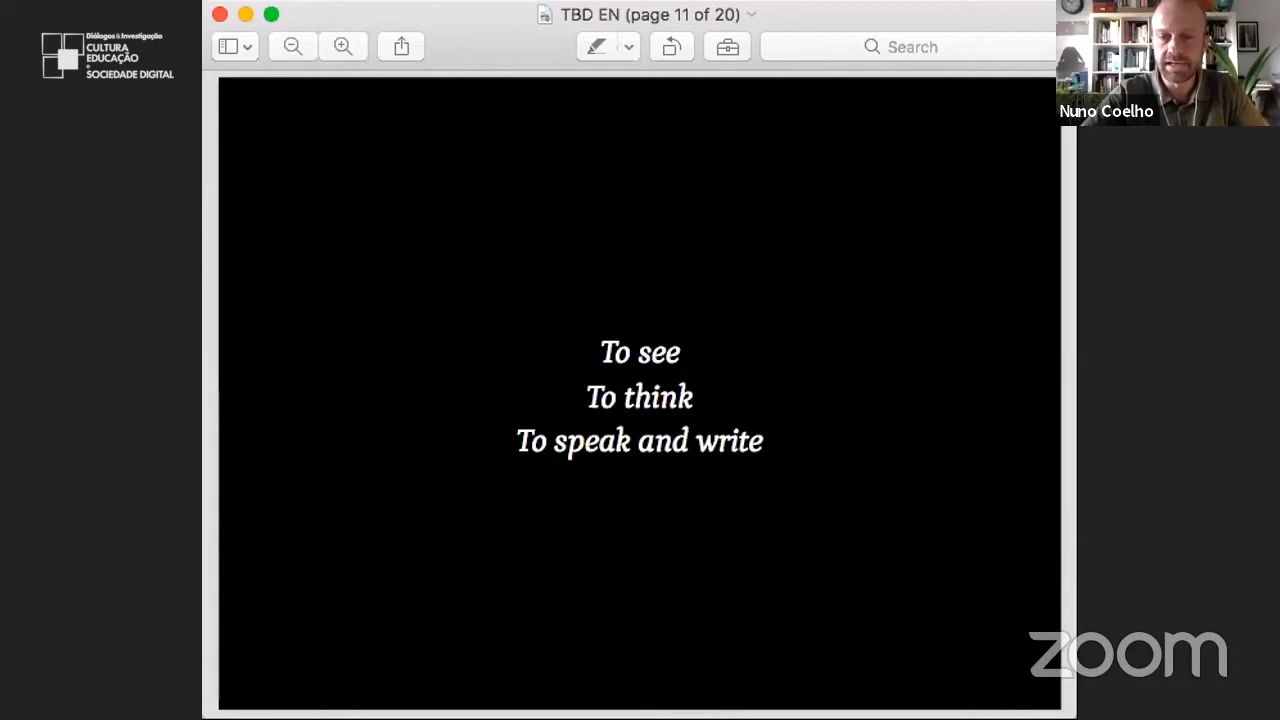 Diálogos & Investigação
CULTURA
EDUCAÇÃO
e
SOCIEDADE DIGITAL
TBD EN (page 11 of 20)
Search
Nuno Coelho
To see
To think
To speak and write
zoom